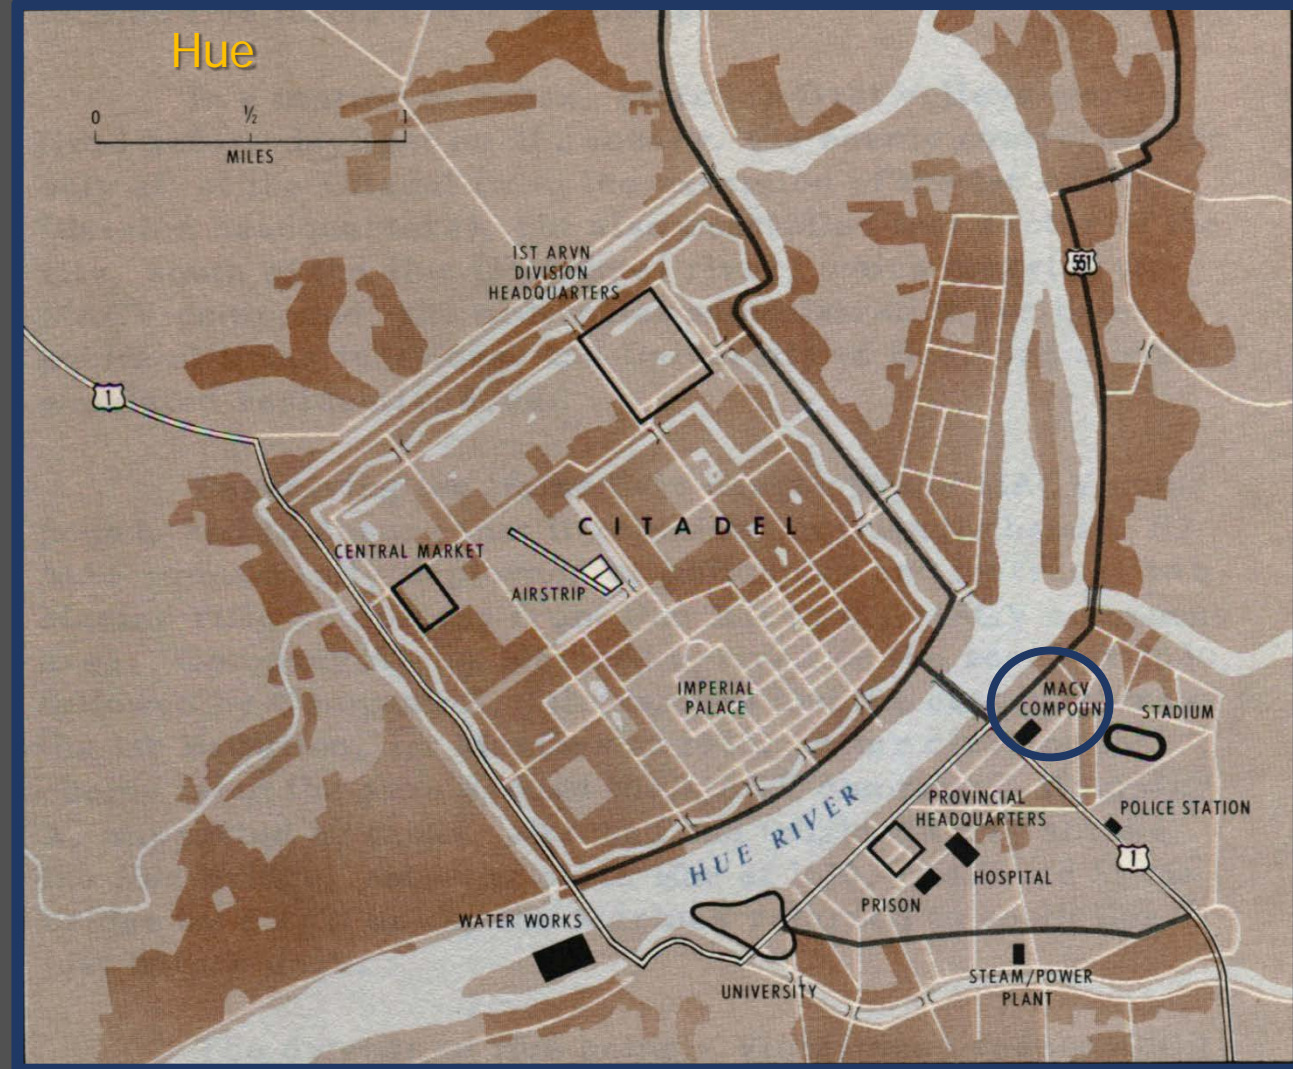 Hue
0 ½ 1
MILES
1ST ARVN
DIVISION
HEADQUARTERS
551
1
CITADEL
CENTRAL MARKET
AIRSTRIP
IMPERIAL
PALACE
MACV
COMPOUN
STADIUM
HUE RIVER
PROVINCIAL
HEADQUARTERS
POLICE STATION
1
HOSPITAL
PRISON
WATER WORKS
UNIVERSITY
STEAM/POWER
PLANT